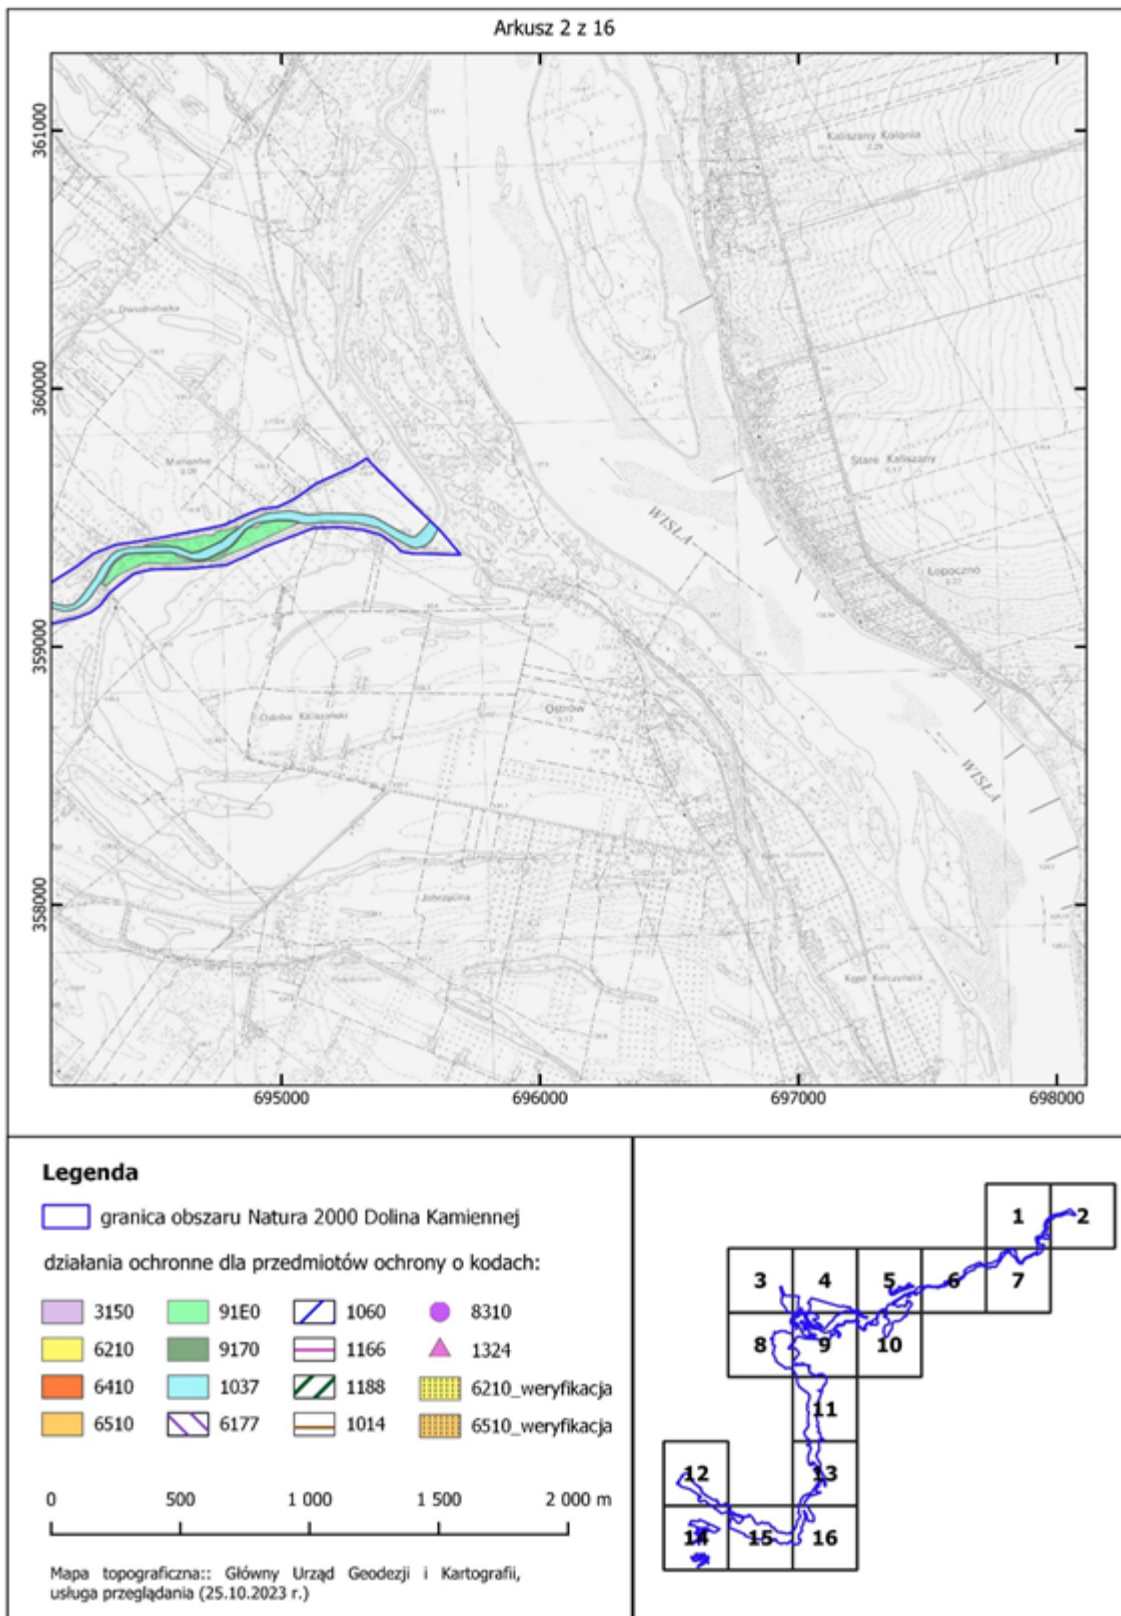 Arkusz 2 z 16
361000
Kaliszany Kolonia
360000
Stare Kaliszany
WISŁA
Łopoczno
359000
Ostrów
WISŁA
358000
695000
696000
697000
698000
Legenda
granica obszaru Natura 2000 Dolina Kamiennej
działania ochronne dla przedmiotów ochrony o kodach:
3150
91E0
1060
8310
6210
9170
1166
1324
6410
1037
1188
6210_weryfikacja
6510
6177
1014
6510_weryfikacja
0
500
1 000
1 500
2 000 m
Mapa topograficzna:: Główny Urząd Geodezji i Kartografii,
usługa przeglądania (25.10.2023 r.)
1
2
3
4
5
6
7
8
9
10
11
12
13
14
15
16